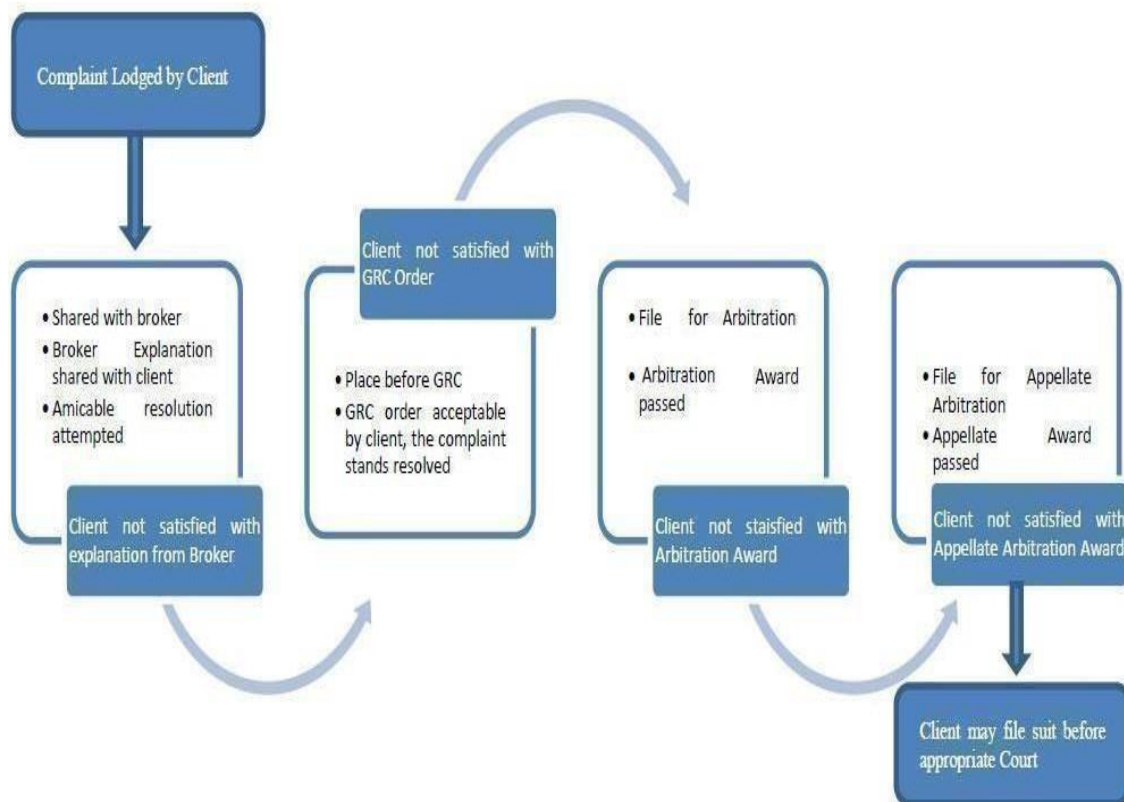 Complaint Lodged by Client
• Shared with broker
• Broker Explanation
shared with client
• Amicable resolution
attempted
Client not satisfied with
explanation from Broker
Client not satisfied with
GRC Order
• Place before GRC
• GRC order acceptable
by client, the complaint
stands resolved
• File for Arbitration
• Arbitration Award
passed
Client not staisfied with
Arbitration Award
• File for Appellate
Arbitration
• Appellate Award
passed
Client not satisfied with
Appellate Arbitration Award
Client may file suit before
appropriate Court